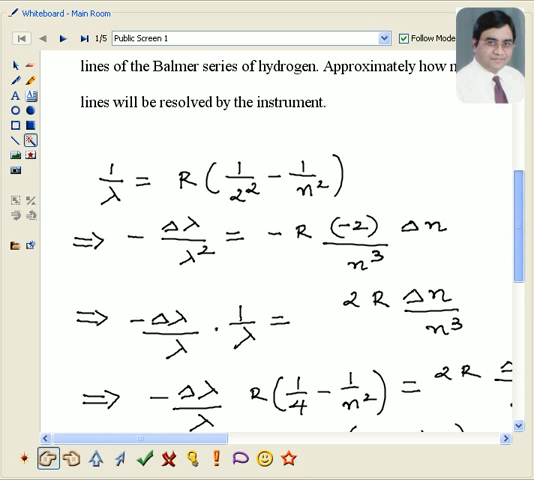 Whiteboard - Main Room
1/5 Public Screen 1 Follow Mode
lines of the Balmer series of hydrogen. Approximately how
lines will be resolved by the instrument.
1/λ = R(1/2² − 1/n²)
⇒ − Δλ/λ² = − R (−2)/n³ Δn
⇒ − Δλ/λ · 1/λ = 2 R Δn/n³
⇒ − Δλ/λ R(1/4 − 1/n²) = 2 R